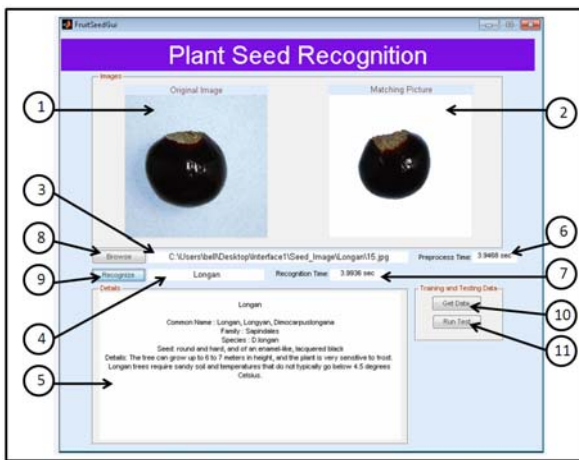 FruitSeedGui
Plant Seed Recognition
Images
Original Image
Matching Picture
1
2
3
6
8
Browse
C:\Users\bell\Desktop\Interface1\Seed_Image\Longan\15.jpg
Preprocess Time:
3.9468 sec
9
Recognize
Longan
Recognition Time:
3.9936 sec
7
4
Details
Longan
Common Name : Longan, Longyan, Dimocarpuslongana
Family : Sapindales
Species : D.longan
Seed: round and hard, and of an enamel-like, lacquered black
Details: The tree can grow up to 6 to 7 meters in height, and the plant is very sensitive to frost.
Longan trees require sandy soil and temperatures that do not typically go below 4.5 degrees
Celsius.
5
Training and Testing Data
Get Data
10
Run Test
11